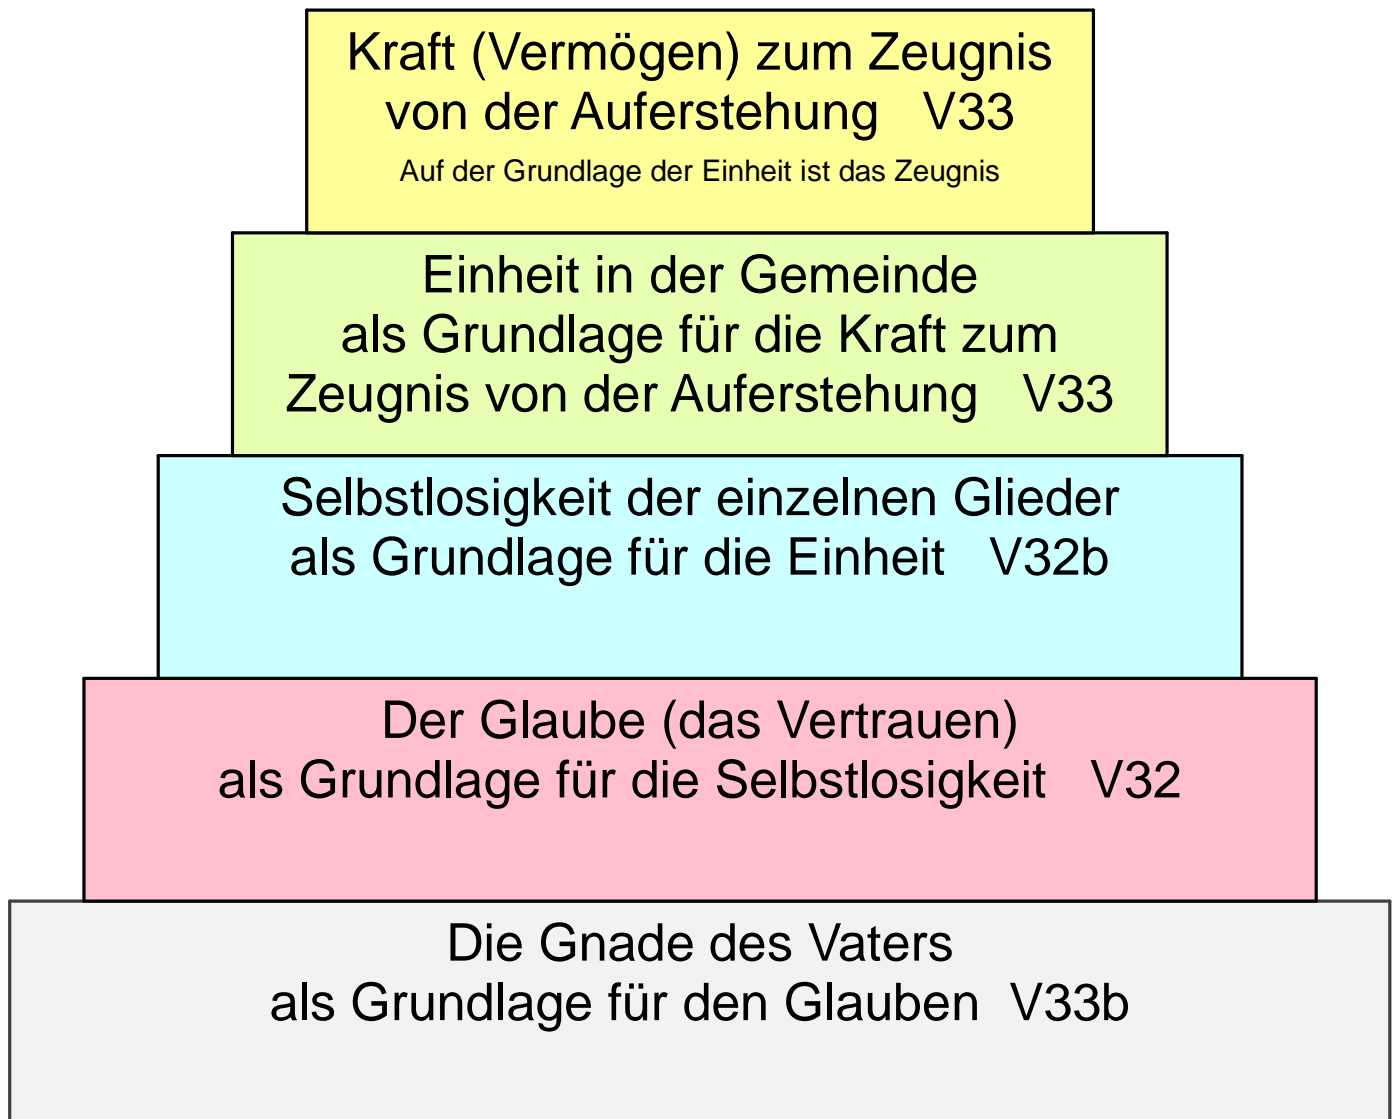 Kraft (Vermögen) zum Zeugnis
von der Auferstehung V33
Auf der Grundlage der Einheit ist das Zeugnis
Einheit in der Gemeinde
als Grundlage für die Kraft zum
Zeugnis von der Auferstehung V33
Selbstlosigkeit der einzelnen Glieder
als Grundlage für die Einheit V32b
Der Glaube (das Vertrauen)
als Grundlage für die Selbstlosigkeit V32
Die Gnade des Vaters
als Grundlage für den Glauben V33b